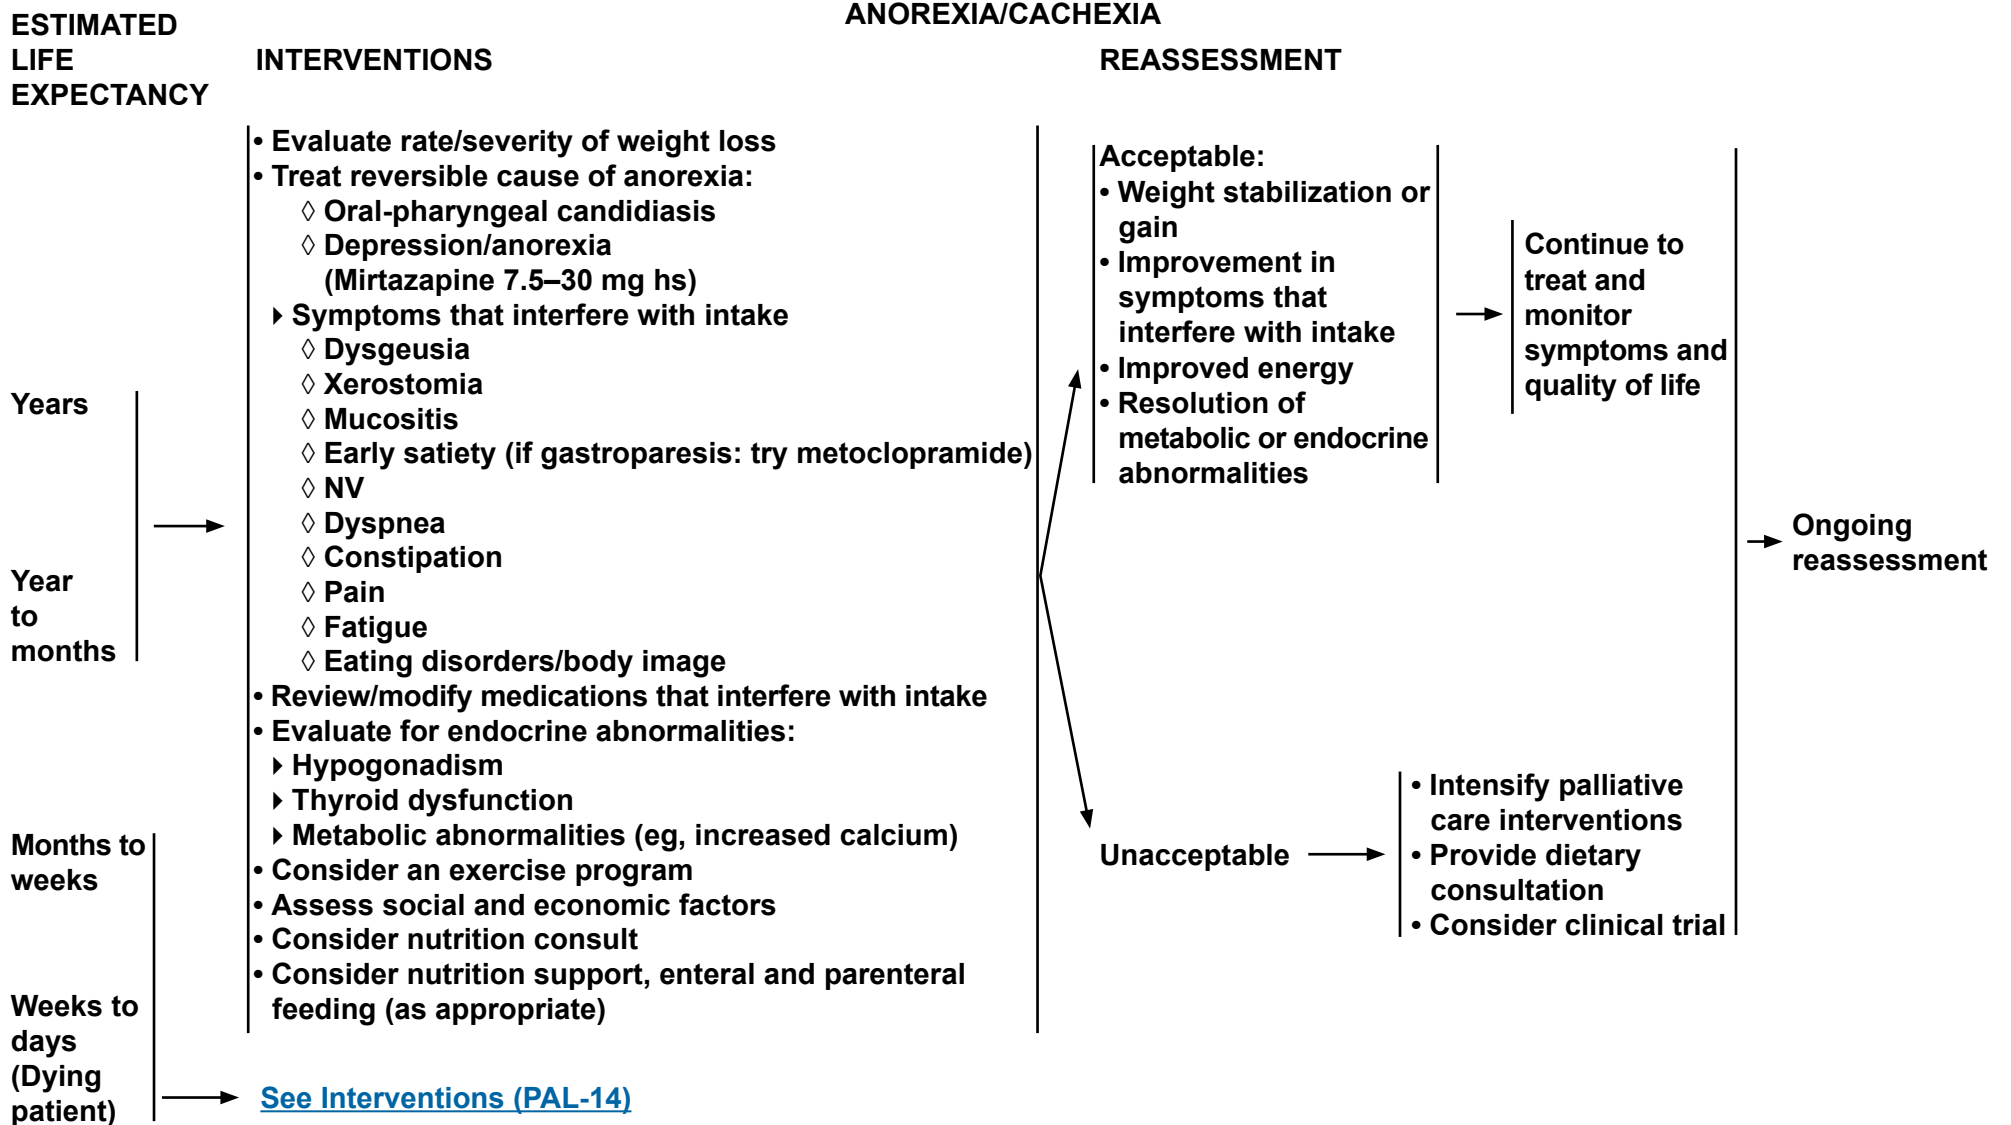 ANOREXIA/CACHEXIA
ESTIMATED
LIFE
EXPECTANCY
INTERVENTIONS
REASSESSMENT
Years
Year
to
months
Months to
weeks
Weeks to
days
(Dying
patient)
• Evaluate rate/severity of weight loss
• Treat reversible cause of anorexia:
◊ Oral-pharyngeal candidiasis
◊ Depression/anorexia
(Mirtazapine 7.5–30 mg hs)
‣ Symptoms that interfere with intake
◊ Dysgeusia
◊ Xerostomia
◊ Mucositis
◊ Early satiety (if gastroparesis: try metoclopramide)
◊ NV
◊ Dyspnea
◊ Constipation
◊ Pain
◊ Fatigue
◊ Eating disorders/body image
• Review/modify medications that interfere with intake
• Evaluate for endocrine abnormalities:
‣ Hypogonadism
‣ Thyroid dysfunction
‣ Metabolic abnormalities (eg, increased calcium)
• Consider an exercise program
• Assess social and economic factors
• Consider nutrition consult
• Consider nutrition support, enteral and parenteral
feeding (as appropriate)
See Interventions (PAL-14)
Acceptable:
• Weight stabilization or
gain
• Improvement in
symptoms that
interfere with intake
• Improved energy
• Resolution of
metabolic or endocrine
abnormalities
Continue to
treat and
monitor
symptoms and
quality of life
Unacceptable
• Intensify palliative
care interventions
• Provide dietary
consultation
• Consider clinical trial
Ongoing
reassessment